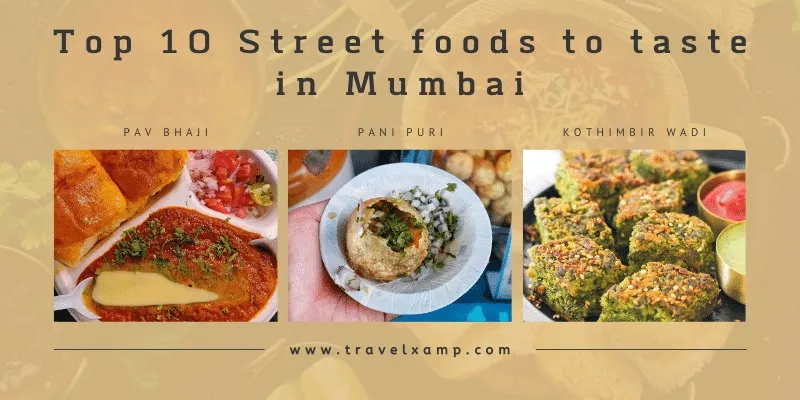 Top 10 Street foods to taste
in Mumbai
PAV BHAJI
PANI PURI
KOTHIMBIR WADI
www.travelxamp.com